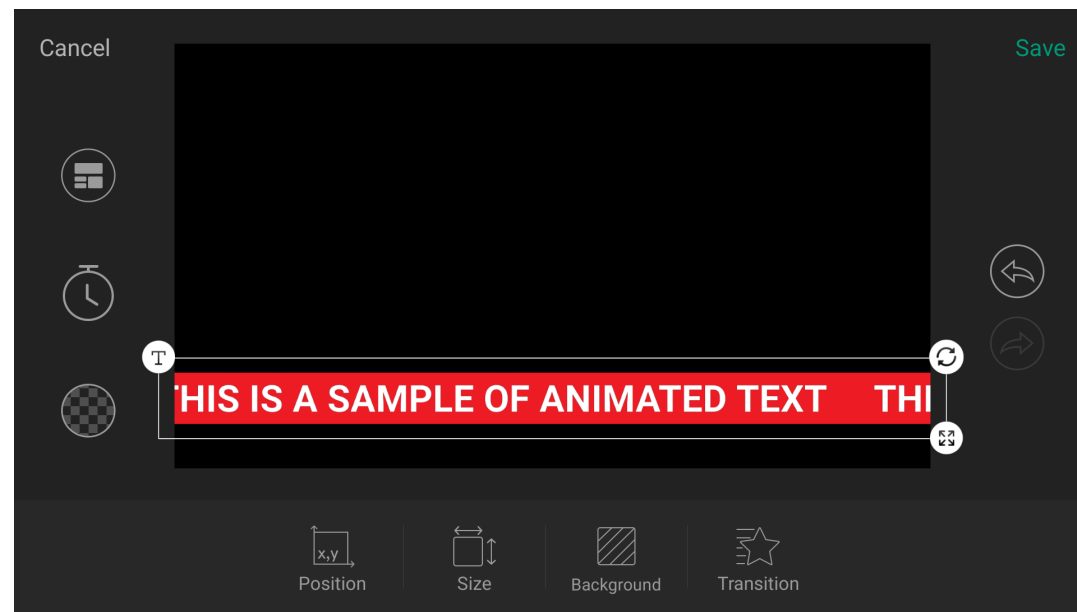 Cancel
Save
T
THIS IS A SAMPLE OF ANIMATED TEXT THI
x,y
Position
Size
Background
Transition